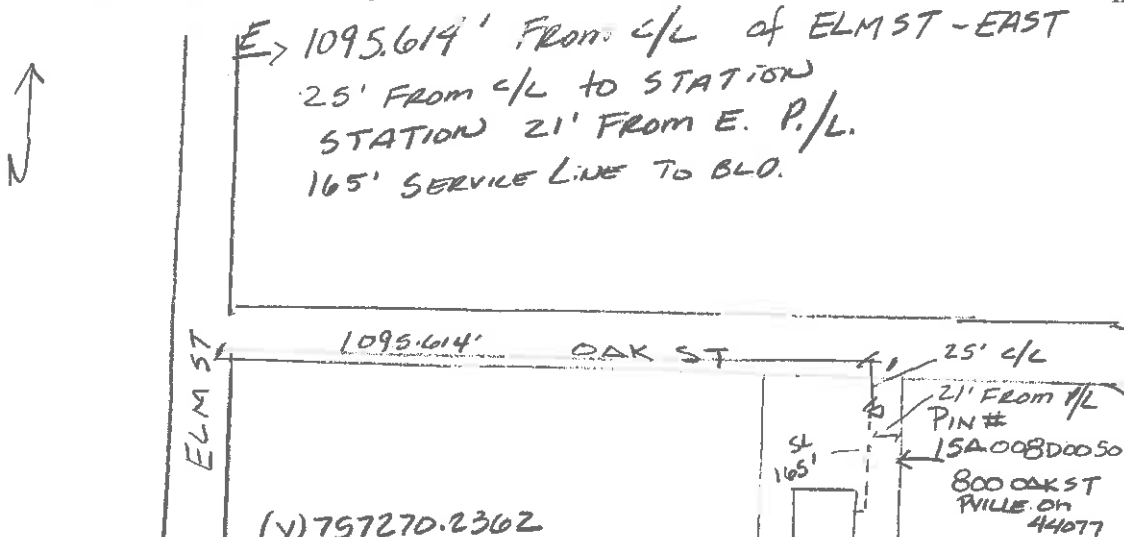 E> 1095.614' From c/L of ELM ST - EAST
25' From c/L to STATION
STATION 21' From E. P./L.
165' SERVICE LINE TO BLD.
N
1095.614'
OAK ST
25' c/L
ELM ST
21' From P/L
PIN #
15A008D0050
SL
165'
800 OAK ST
PVILLE. OH
44077
(Y) 757270.2362